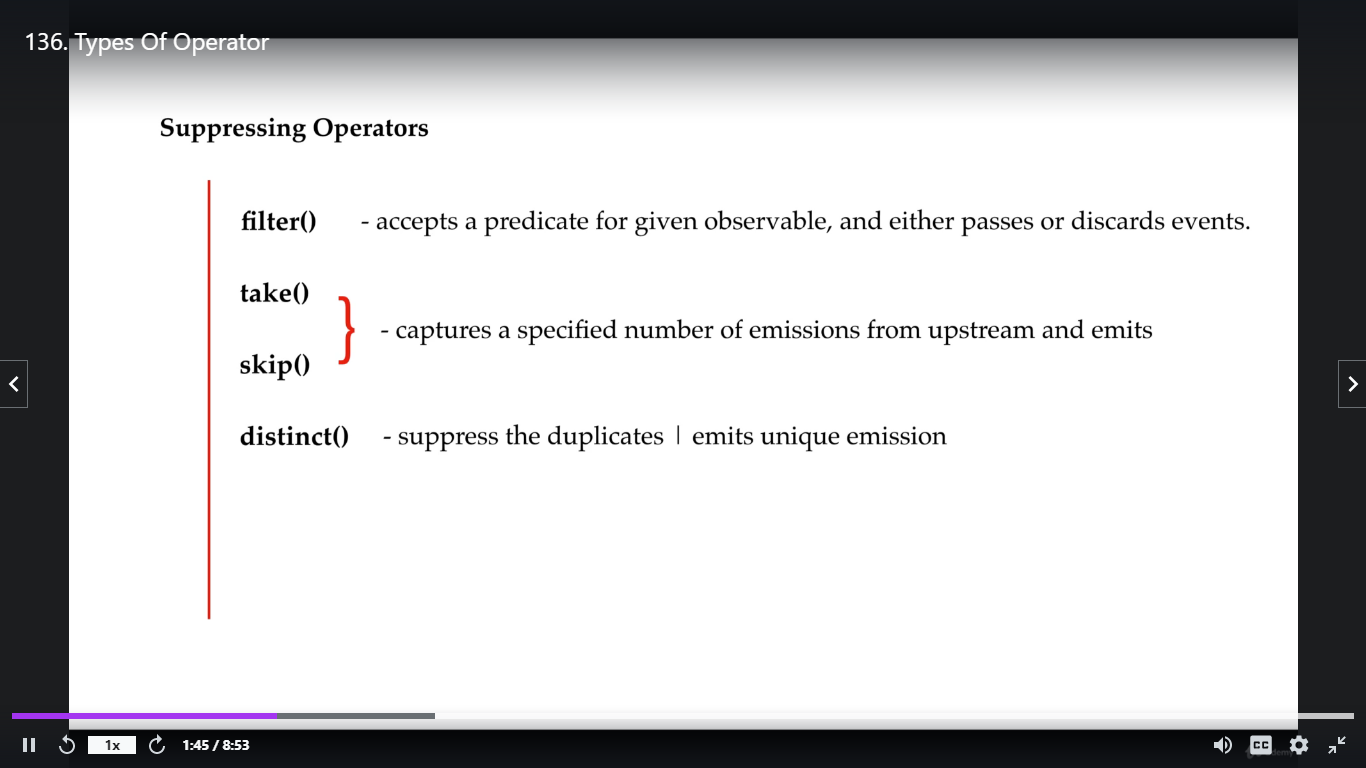 136. Types Of Operator
Suppressing Operators
filter() - accepts a predicate for given observable, and either passes or discards events.
take()
} - captures a specified number of emissions from upstream and emits
skip()
distinct() - suppress the duplicates | emits unique emission
1x 1:45 / 8:53 CC